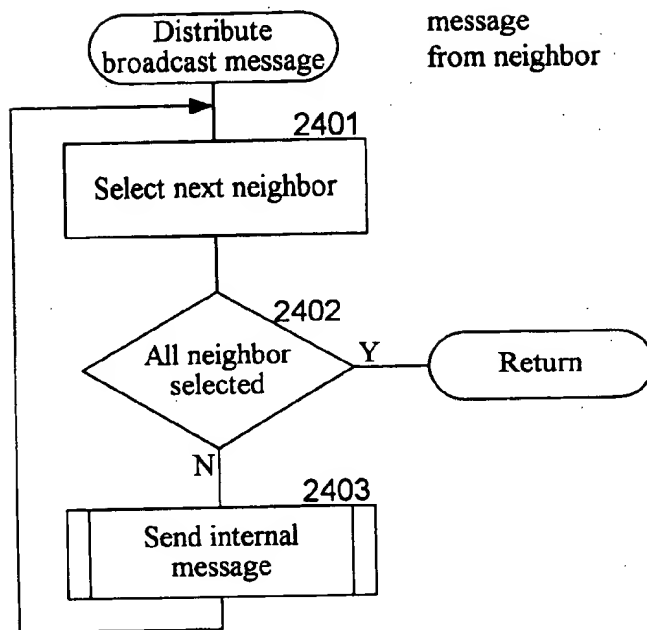 Distribute
broadcast message
message
from neighbor
2401
Select next neighbor
2402
All neighbor
selected
Y
Return
N
2403
Send internal
message